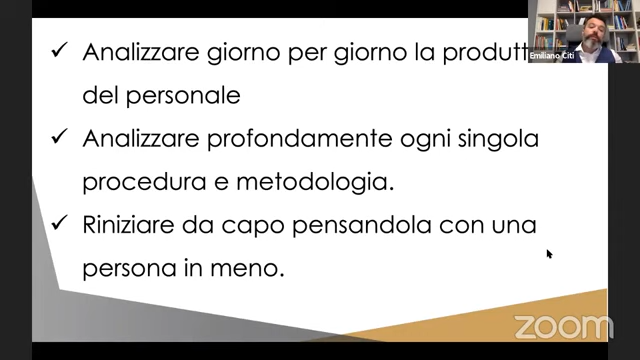 Analizzare giorno per giorno la
del personale
Analizzare profondamente ogni singola
procedura e metodologia.
Riniziare da capo pensandola con una
persona in meno.
Emiliano Citi
zoom